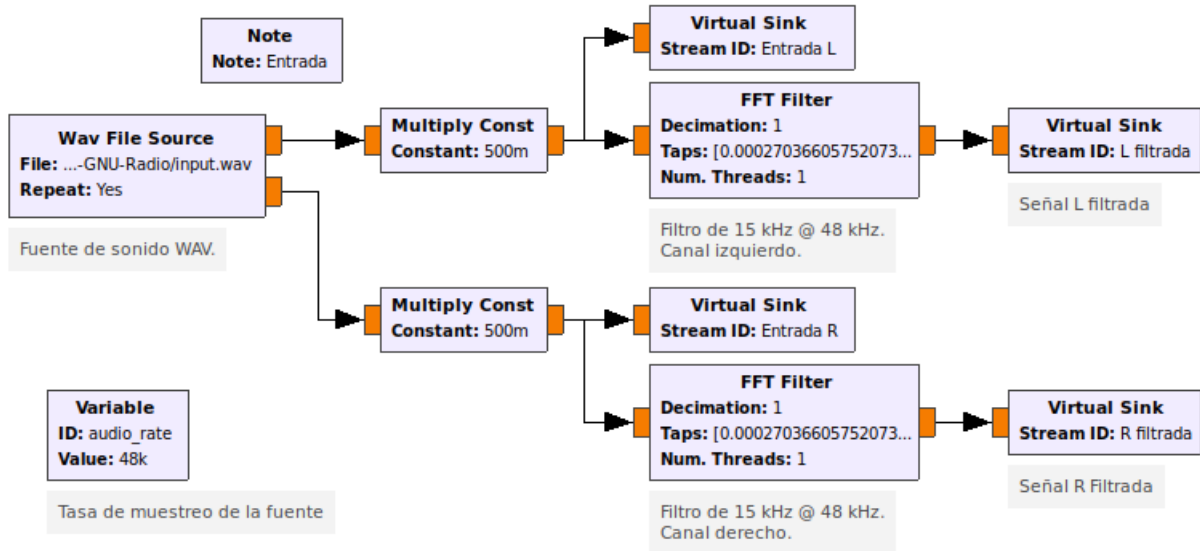 Note
Note: Entrada
Virtual Sink
Stream ID: Entrada L
Wav File Source
File: ...-GNU-Radio/input.wav
Repeat: Yes
Fuente de sonido WAV.
Multiply Const
Constant: 500m
FFT Filter
Decimation: 1
Taps: [0.00027036605752073...
Num. Threads: 1
Filtro de 15 kHz @ 48 kHz.
Canal izquierdo.
Virtual Sink
Stream ID: L filtrada
Señal L filtrada
Multiply Const
Constant: 500m
Virtual Sink
Stream ID: Entrada R
FFT Filter
Decimation: 1
Taps: [0.00027036605752073...
Num. Threads: 1
Filtro de 15 kHz @ 48 kHz.
Canal derecho.
Virtual Sink
Stream ID: R filtrada
Señal R Filtrada
Variable
ID: audio_rate
Value: 48k
Tasa de muestreo de la fuente